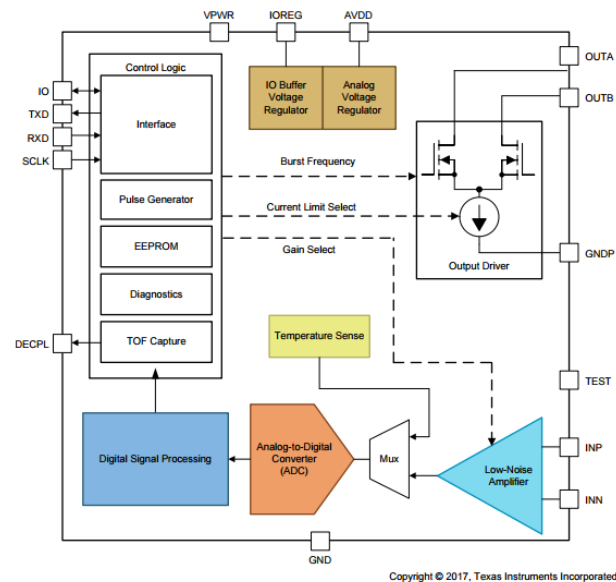 VPWR
IOREG
AVDD
OUTA
OUTB
Control Logic
IO
TXD
RXD
SCLK
Interface
IO Buffer
Voltage
Regulator
Analog
Voltage
Regulator
Burst Frequency
Pulse Generator
Current Limit Select
EEPROM
Gain Select
GNDP
Output Driver
Diagnostics
DECPL
TOF Capture
Temperature Sense
TEST
Digital Signal Processing
Analog-to-Digital
Converter
(ADC)
Mux
Low-Noise
Amplifier
INP
INN
GND
Copyright © 2017, Texas Instruments Incorporated